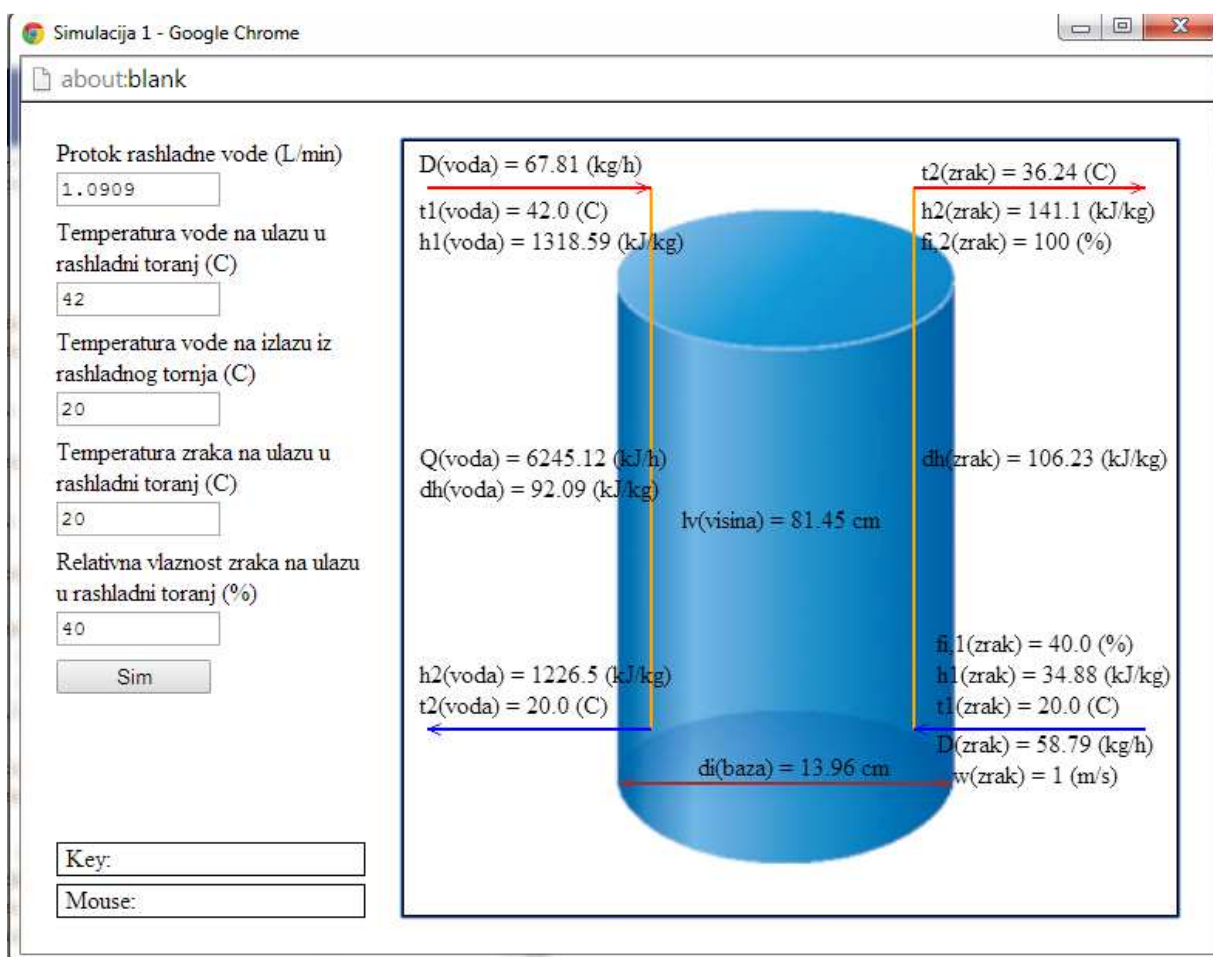 Simulacija 1 - Google Chrome
about:blank
Protok rashladne vode (L/min)
1.0909
Temperatura vode na ulazu u
rashladni toranj (C)
42
Temperatura vode na izlazu iz
rashladnog tornja (C)
20
Temperatura zraka na ulazu u
rashladni toranj (C)
20
Relativna vlaznost zraka na ulazu
u rashladni toranj (%)
40
Sim
Key:
Mouse:
D(voda) = 67.81 (kg/h)
t1(voda) = 42.0 (C)
h1(voda) = 1318.59 (kJ/kg)
t2(zrak) = 36.24 (C)
h2(zrak) = 141.1 (kJ/kg)
fi,2(zrak) = 100 (%)
Q(voda) = 6245.12 (kJ/h)
dh(voda) = 92.09 (kJ/kg)
dh(zrak) = 106.23 (kJ/kg)
lv(visina) = 81.45 cm
h2(voda) = 1226.5 (kJ/kg)
t2(voda) = 20.0 (C)
fi,1(zrak) = 40.0 (%)
h1(zrak) = 34.88 (kJ/kg)
t1(zrak) = 20.0 (C)
D(zrak) = 58.79 (kg/h)
w(zrak) = 1 (m/s)
di(baza) = 13.96 cm